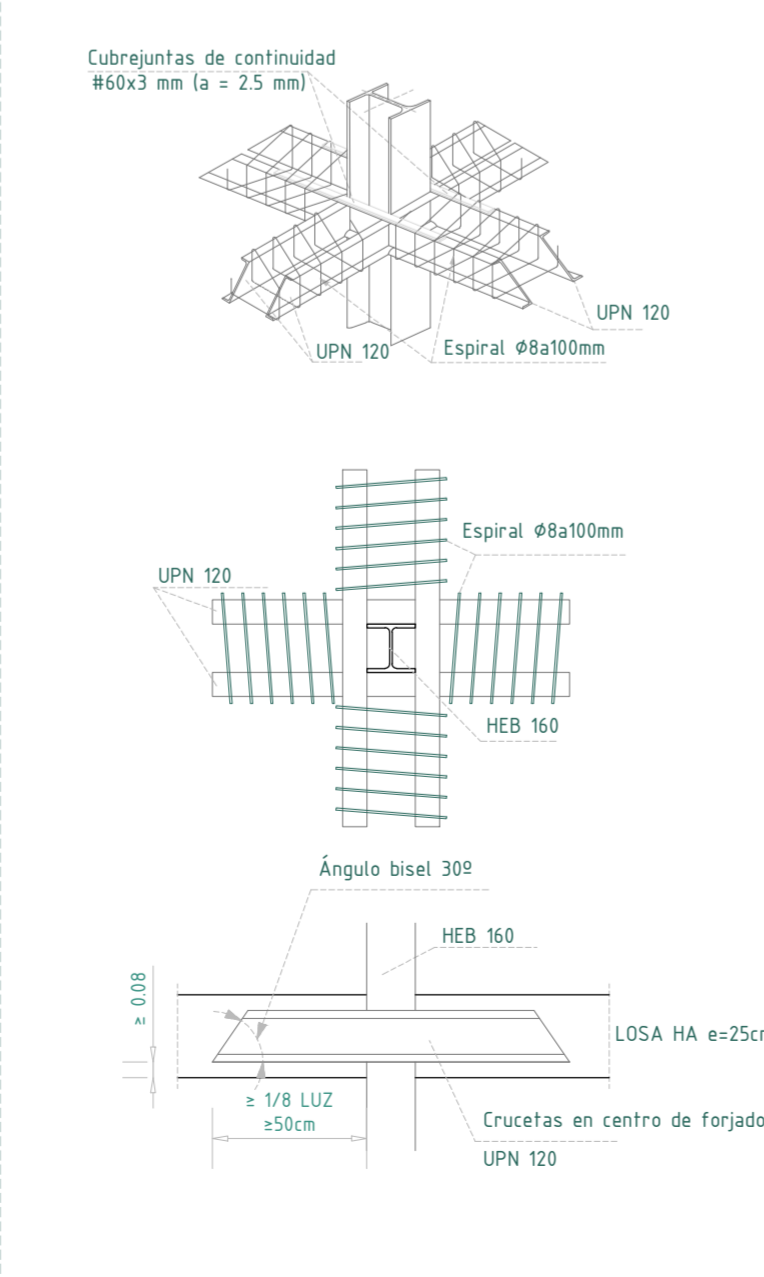 Cubrejuntas de continuidad
#60x3 mm (a = 2.5 mm)
UPN 120
UPN 120
Espiral Ø8a100mm
Espiral Ø8a100mm
UPN 120
HEB 160
Ángulo bisel 30º
HEB 160
≥ 0.08
LOSA HA e=25cm
≥ 1/8 LUZ
≥50cm
Crucetas en centro de forjado
UPN 120